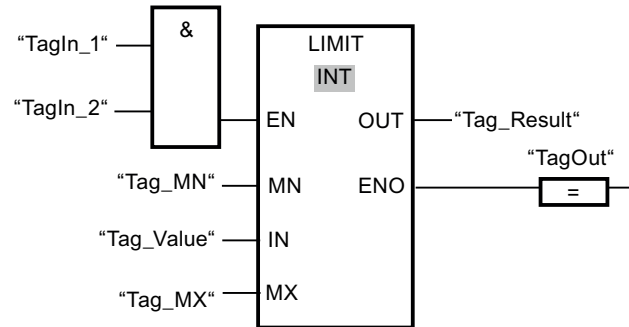 &
“TagIn_1“
“TagIn_2“
LIMIT
INT
EN
OUT
“Tag_Result“
“TagOut“
“Tag_MN“
MN
ENO
=
“Tag_Value“
IN
“Tag_MX“
MX